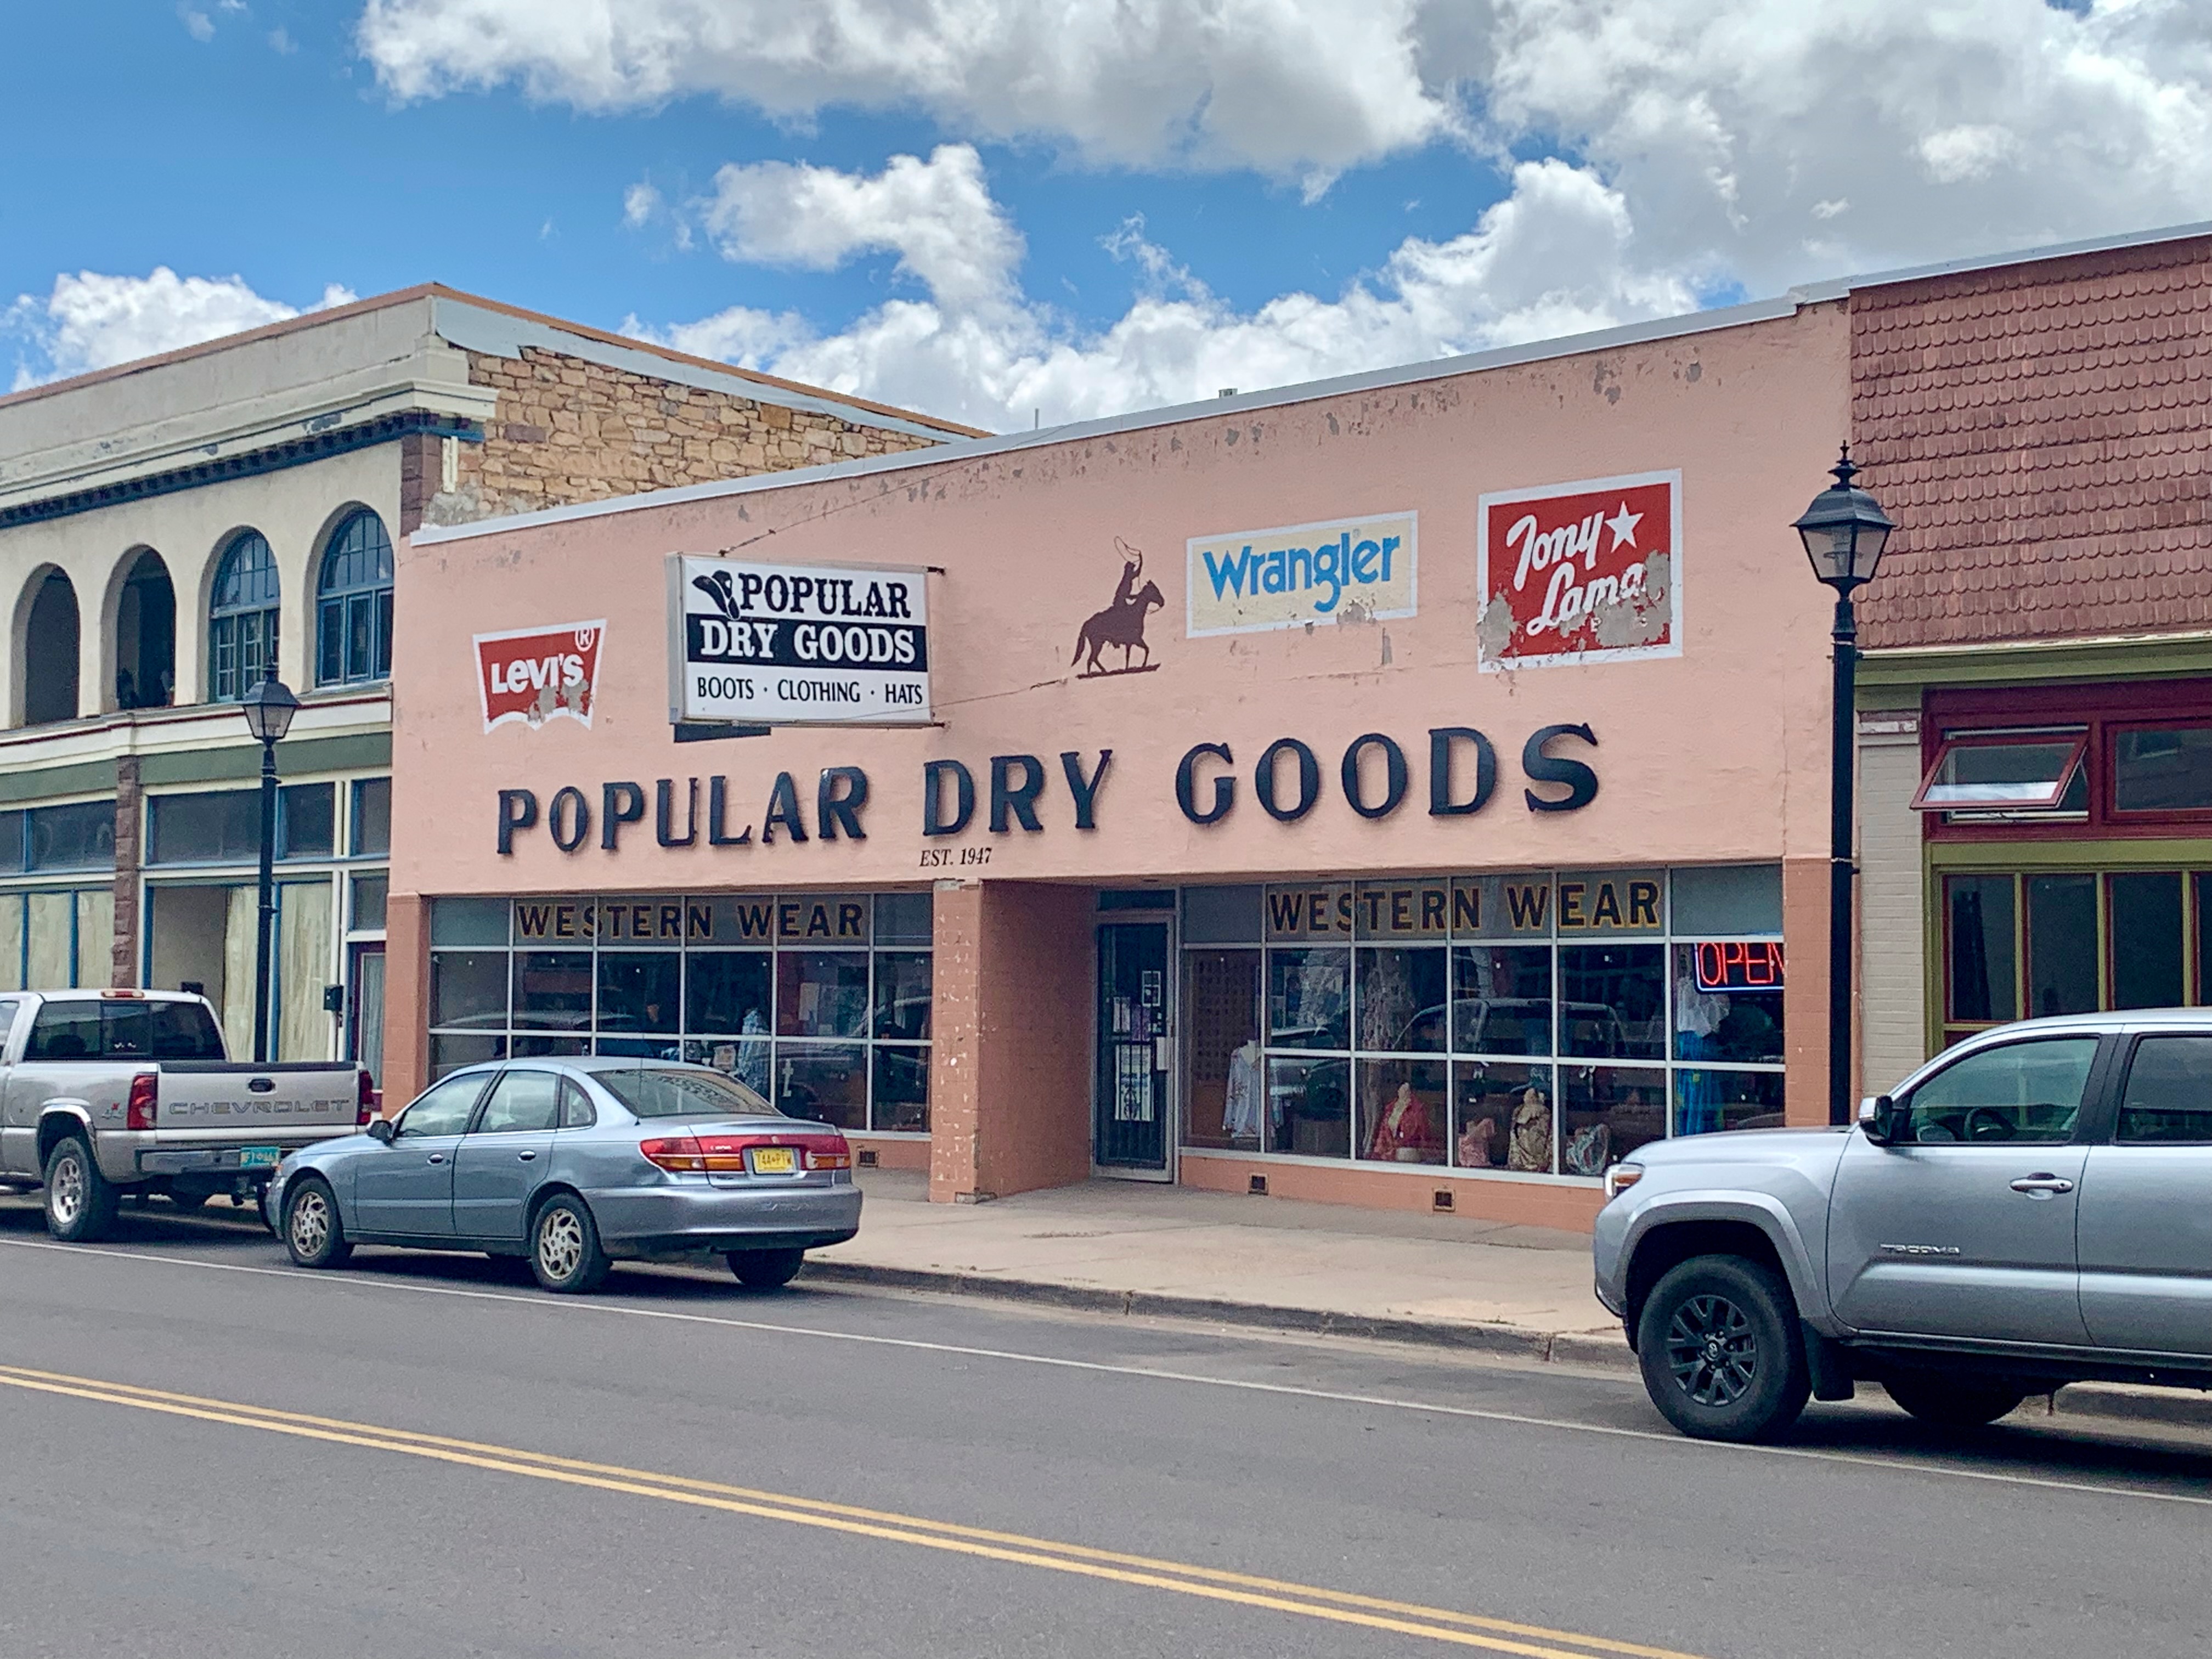 LEVI'S
®
POPULAR
DRY GOODS
BOOTS · CLOTHING · HATS
Wrangler
Tony
Lama
POPULAR DRY GOODS
EST. 1947
WESTERN WEAR
WESTERN WEAR
OPEN
CHEVROLET
TACOMA